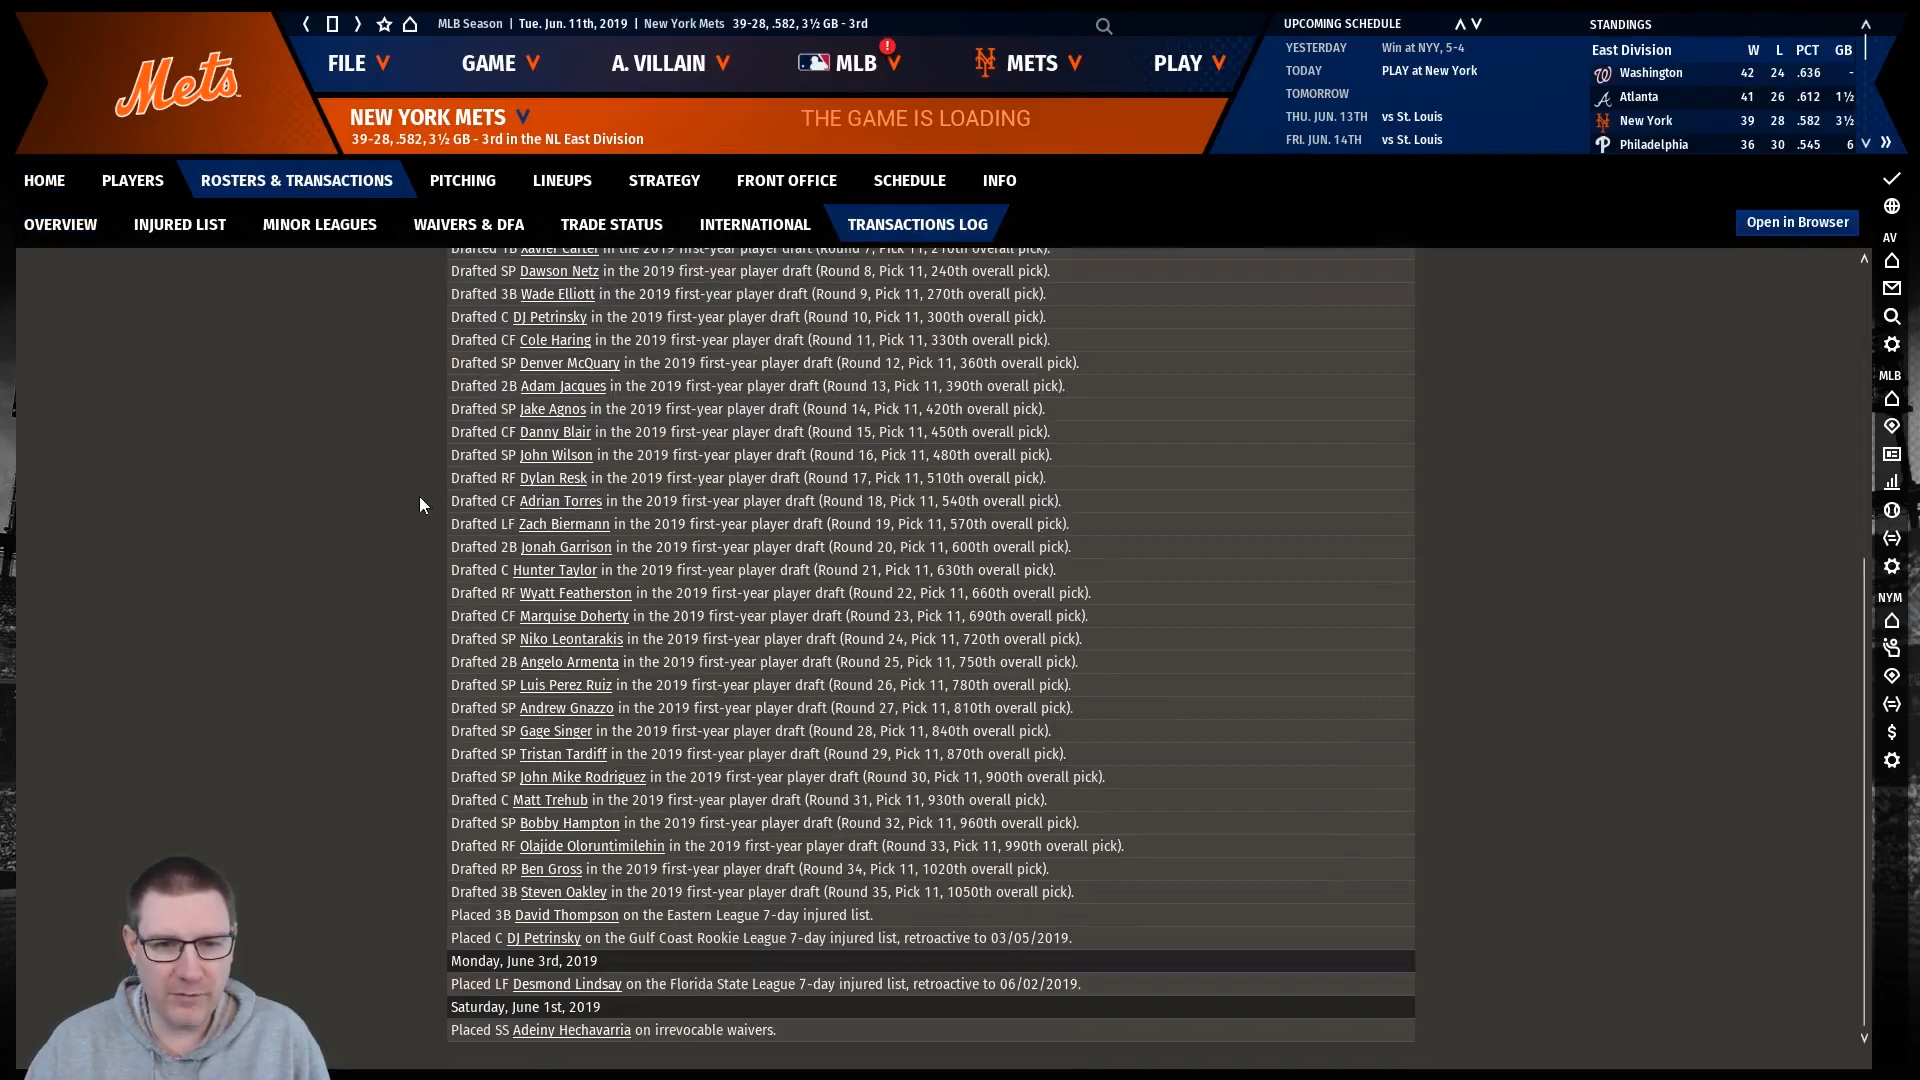 Mets
MLB Season | Tue. Jun. 11th, 2019 | New York Mets 39-28, .582, 3½ GB - 3rd
FILE GAME A. VILLAIN MLB METS PLAY
!
NEW YORK METS
39-28, .582, 3½ GB - 3rd in the NL East Division
THE GAME IS LOADING
UPCOMING SCHEDULE
YESTERDAY Win at NYY, 5-4
TODAY PLAY at New York
TOMORROW
THU. JUN. 13TH vs St. Louis
FRI. JUN. 14TH vs St. Louis
STANDINGS
East Division W L PCT GB
Washington 42 24 .636 -
Atlanta 41 26 .612 1½
New York 39 28 .582 3½
Philadelphia 36 30 .545 6
HOME PLAYERS ROSTERS & TRANSACTIONS PITCHING LINEUPS STRATEGY FRONT OFFICE SCHEDULE INFO
OVERVIEW INJURED LIST MINOR LEAGUES WAIVERS & DFA TRADE STATUS INTERNATIONAL TRANSACTIONS LOG
Open in Browser
Drafted 1B Xavier Carter in the 2019 first-year player draft (Round 7, Pick 11, 210th overall pick).
Drafted SP Dawson Netz in the 2019 first-year player draft (Round 8, Pick 11, 240th overall pick).
Drafted 3B Wade Elliott in the 2019 first-year player draft (Round 9, Pick 11, 270th overall pick).
Drafted C DJ Petrinsky in the 2019 first-year player draft (Round 10, Pick 11, 300th overall pick).
Drafted CF Cole Haring in the 2019 first-year player draft (Round 11, Pick 11, 330th overall pick).
Drafted SP Denver McQuary in the 2019 first-year player draft (Round 12, Pick 11, 360th overall pick).
Drafted 2B Adam Jacques in the 2019 first-year player draft (Round 13, Pick 11, 390th overall pick).
Drafted SP Jake Agnos in the 2019 first-year player draft (Round 14, Pick 11, 420th overall pick).
Drafted CF Danny Blair in the 2019 first-year player draft (Round 15, Pick 11, 450th overall pick).
Drafted SP John Wilson in the 2019 first-year player draft (Round 16, Pick 11, 480th overall pick).
Drafted RF Dylan Resk in the 2019 first-year player draft (Round 17, Pick 11, 510th overall pick).
Drafted CF Adrian Torres in the 2019 first-year player draft (Round 18, Pick 11, 540th overall pick).
Drafted LF Zach Biermann in the 2019 first-year player draft (Round 19, Pick 11, 570th overall pick).
Drafted 2B Jonah Garrison in the 2019 first-year player draft (Round 20, Pick 11, 600th overall pick).
Drafted C Hunter Taylor in the 2019 first-year player draft (Round 21, Pick 11, 630th overall pick).
Drafted RF Wyatt Featherston in the 2019 first-year player draft (Round 22, Pick 11, 660th overall pick).
Drafted CF Marquise Doherty in the 2019 first-year player draft (Round 23, Pick 11, 690th overall pick).
Drafted SP Niko Leontarakis in the 2019 first-year player draft (Round 24, Pick 11, 720th overall pick).
Drafted 2B Angelo Armenta in the 2019 first-year player draft (Round 25, Pick 11, 750th overall pick).
Drafted SP Luis Perez Ruiz in the 2019 first-year player draft (Round 26, Pick 11, 780th overall pick).
Drafted SP Andrew Gnazzo in the 2019 first-year player draft (Round 27, Pick 11, 810th overall pick).
Drafted SP Gage Singer in the 2019 first-year player draft (Round 28, Pick 11, 840th overall pick).
Drafted SP Tristan Tardiff in the 2019 first-year player draft (Round 29, Pick 11, 870th overall pick).
Drafted SP John Mike Rodriguez in the 2019 first-year player draft (Round 30, Pick 11, 900th overall pick).
Drafted C Matt Trehub in the 2019 first-year player draft (Round 31, Pick 11, 930th overall pick).
Drafted SP Bobby Hampton in the 2019 first-year player draft (Round 32, Pick 11, 960th overall pick).
Drafted RF Olajide Oloruntimilehin in the 2019 first-year player draft (Round 33, Pick 11, 990th overall pick).
Drafted RP Ben Gross in the 2019 first-year player draft (Round 34, Pick 11, 1020th overall pick).
Drafted 3B Steven Oakley in the 2019 first-year player draft (Round 35, Pick 11, 1050th overall pick).
Placed 3B David Thompson on the Eastern League 7-day injured list.
Placed C DJ Petrinsky on the Gulf Coast Rookie League 7-day injured list, retroactive to 03/05/2019.
Monday, June 3rd, 2019
Placed LF Desmond Lindsay on the Florida State League 7-day injured list, retroactive to 06/02/2019.
Saturday, June 1st, 2019
Placed SS Adeiny Hechavarria on irrevocable waivers.
AV
MLB
NYM